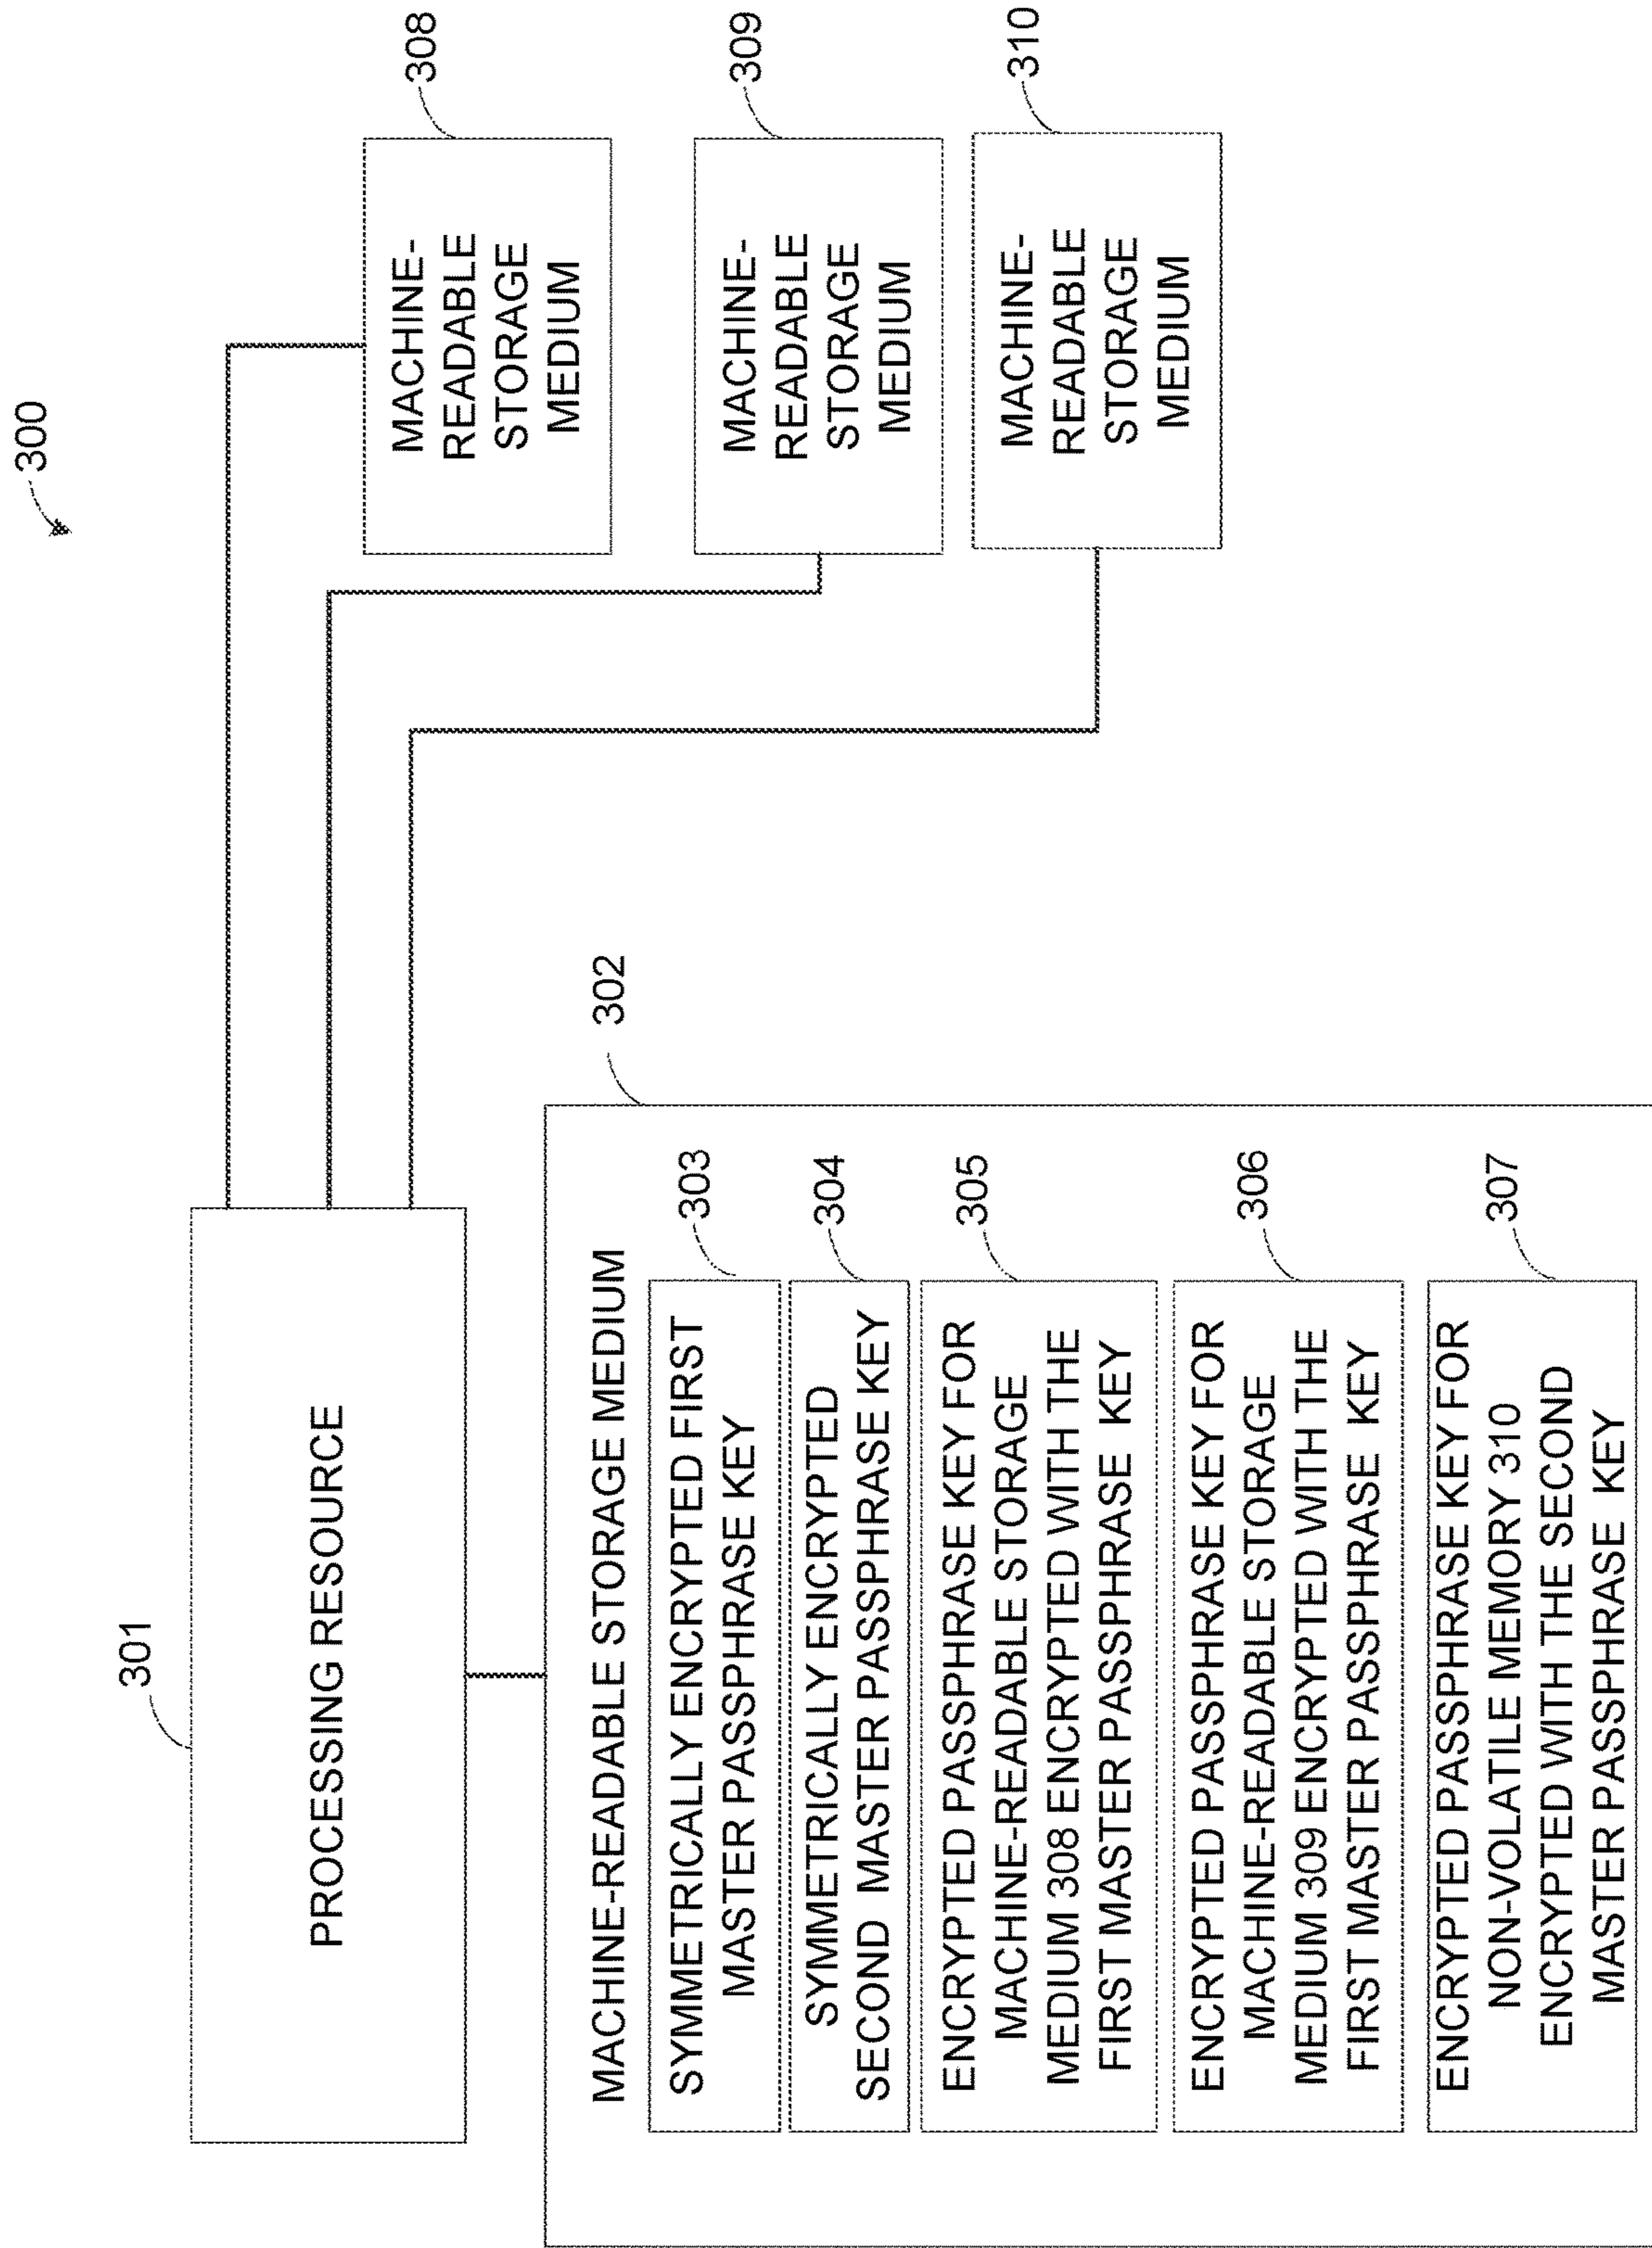 300
301
PROCESSING RESOURCE
302
MACHINE-READABLE STORAGE MEDIUM
303
SYMMETRICALLY ENCRYPTED FIRST
MASTER PASSPHRASE KEY
304
SYMMETRICALLY ENCRYPTED
SECOND MASTER PASSPHRASE KEY
305
ENCRYPTED PASSPHRASE KEY FOR
MACHINE-READABLE STORAGE
MEDIUM 308 ENCRYPTED WITH THE
FIRST MASTER PASSPHRASE KEY
306
ENCRYPTED PASSPHRASE KEY FOR
MACHINE-READABLE STORAGE
MEDIUM 309 ENCRYPTED WITH THE
FIRST MASTER PASSPHRASE KEY
307
ENCRYPTED PASSPHRASE KEY FOR
NON-VOLATILE MEMORY 310
ENCRYPTED WITH THE SECOND
MASTER PASSPHRASE KEY
308
MACHINE-
READABLE
STORAGE
MEDIUM
309
MACHINE-
READABLE
STORAGE
MEDIUM
310
MACHINE-
READABLE
STORAGE
MEDIUM